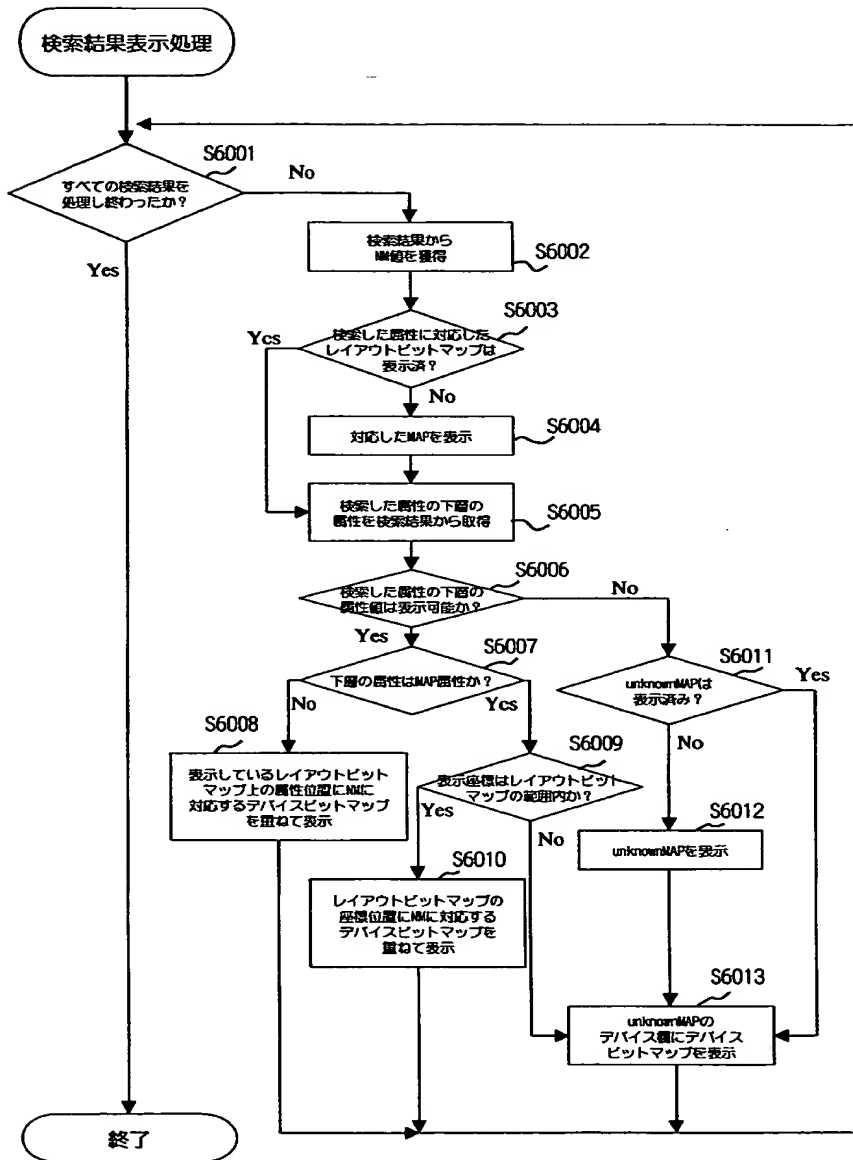 検索結果表示処理
S6001
すべての検索結果を
処理し終わったか？
No
Yes
検索結果から
NM値を獲得
S6002
S6003
検索した属性に対応した
レイアウトビットマップは
表示済？
Yes
No
対応したMAPを表示
S6004
検索した属性の下層の
属性を検索結果から取得
S6005
S6006
検索した属性の下層の
属性値は表示可能か？
No
Yes
S6007
下層の属性はMAP属性か？
No
Yes
S6011
unknownMAPは
表示済み？
Yes
No
S6008
表示しているレイアウトビット
マップ上の属性位置にNMに
対応するデバイスビットマップ
を重ねて表示
S6009
表示座標はレイアウトビット
マップの範囲内か？
Yes
No
S6012
unknownMAPを表示
S6010
レイアウトビットマップの
座標位置にNMに対応する
デバイスビットマップを
重ねて表示
S6013
unknownMAPの
デバイス欄にデバイス
ビットマップを表示
終了